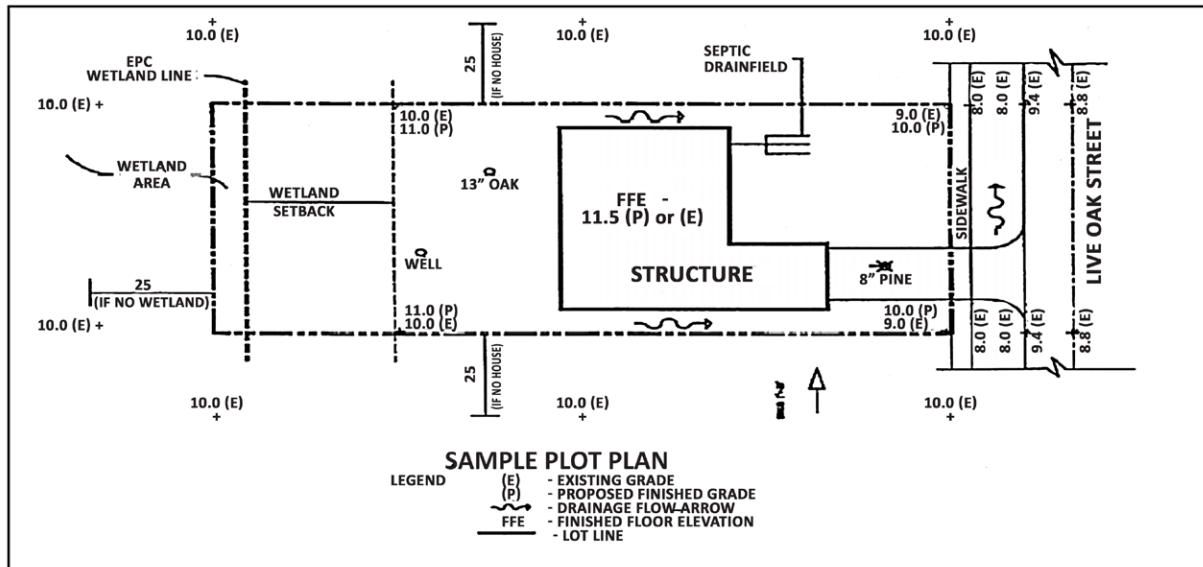 10.0 (E)
10.0 (E)
10.0 (E)
EPC
WETLAND LINE
25
(IF NO HOUSE)
SEPTIC
DRAINFIELD
10.0 (E)
10.0 (E)
11.0 (P)
9.0 (E)
10.0 (P)
8.0 (E)
8.0 (E)
9.4 (E)
8.8 (E)
WETLAND
AREA
WETLAND
SETBACK
13" OAK
FFE -
11.5 (P) or (E)
SIDEWALK
LIVE OAK STREET
WELL
STRUCTURE
8" PINE
25
(IF NO WETLAND)
10.0 (E)
11.0 (P)
10.0 (E)
10.0 (P)
9.0 (E)
8.0 (E)
8.0 (E)
9.4 (E)
8.8 (E)
25
(IF NO HOUSE)
10.0 (E)
10.0 (E)
10.0 (E)
SAMPLE PLOT PLAN
LEGEND
(E) - EXISTING GRADE
(P) - PROPOSED FINISHED GRADE
- DRAINAGE FLOW ARROW
FFE - FINISHED FLOOR ELEVATION
- LOT LINE